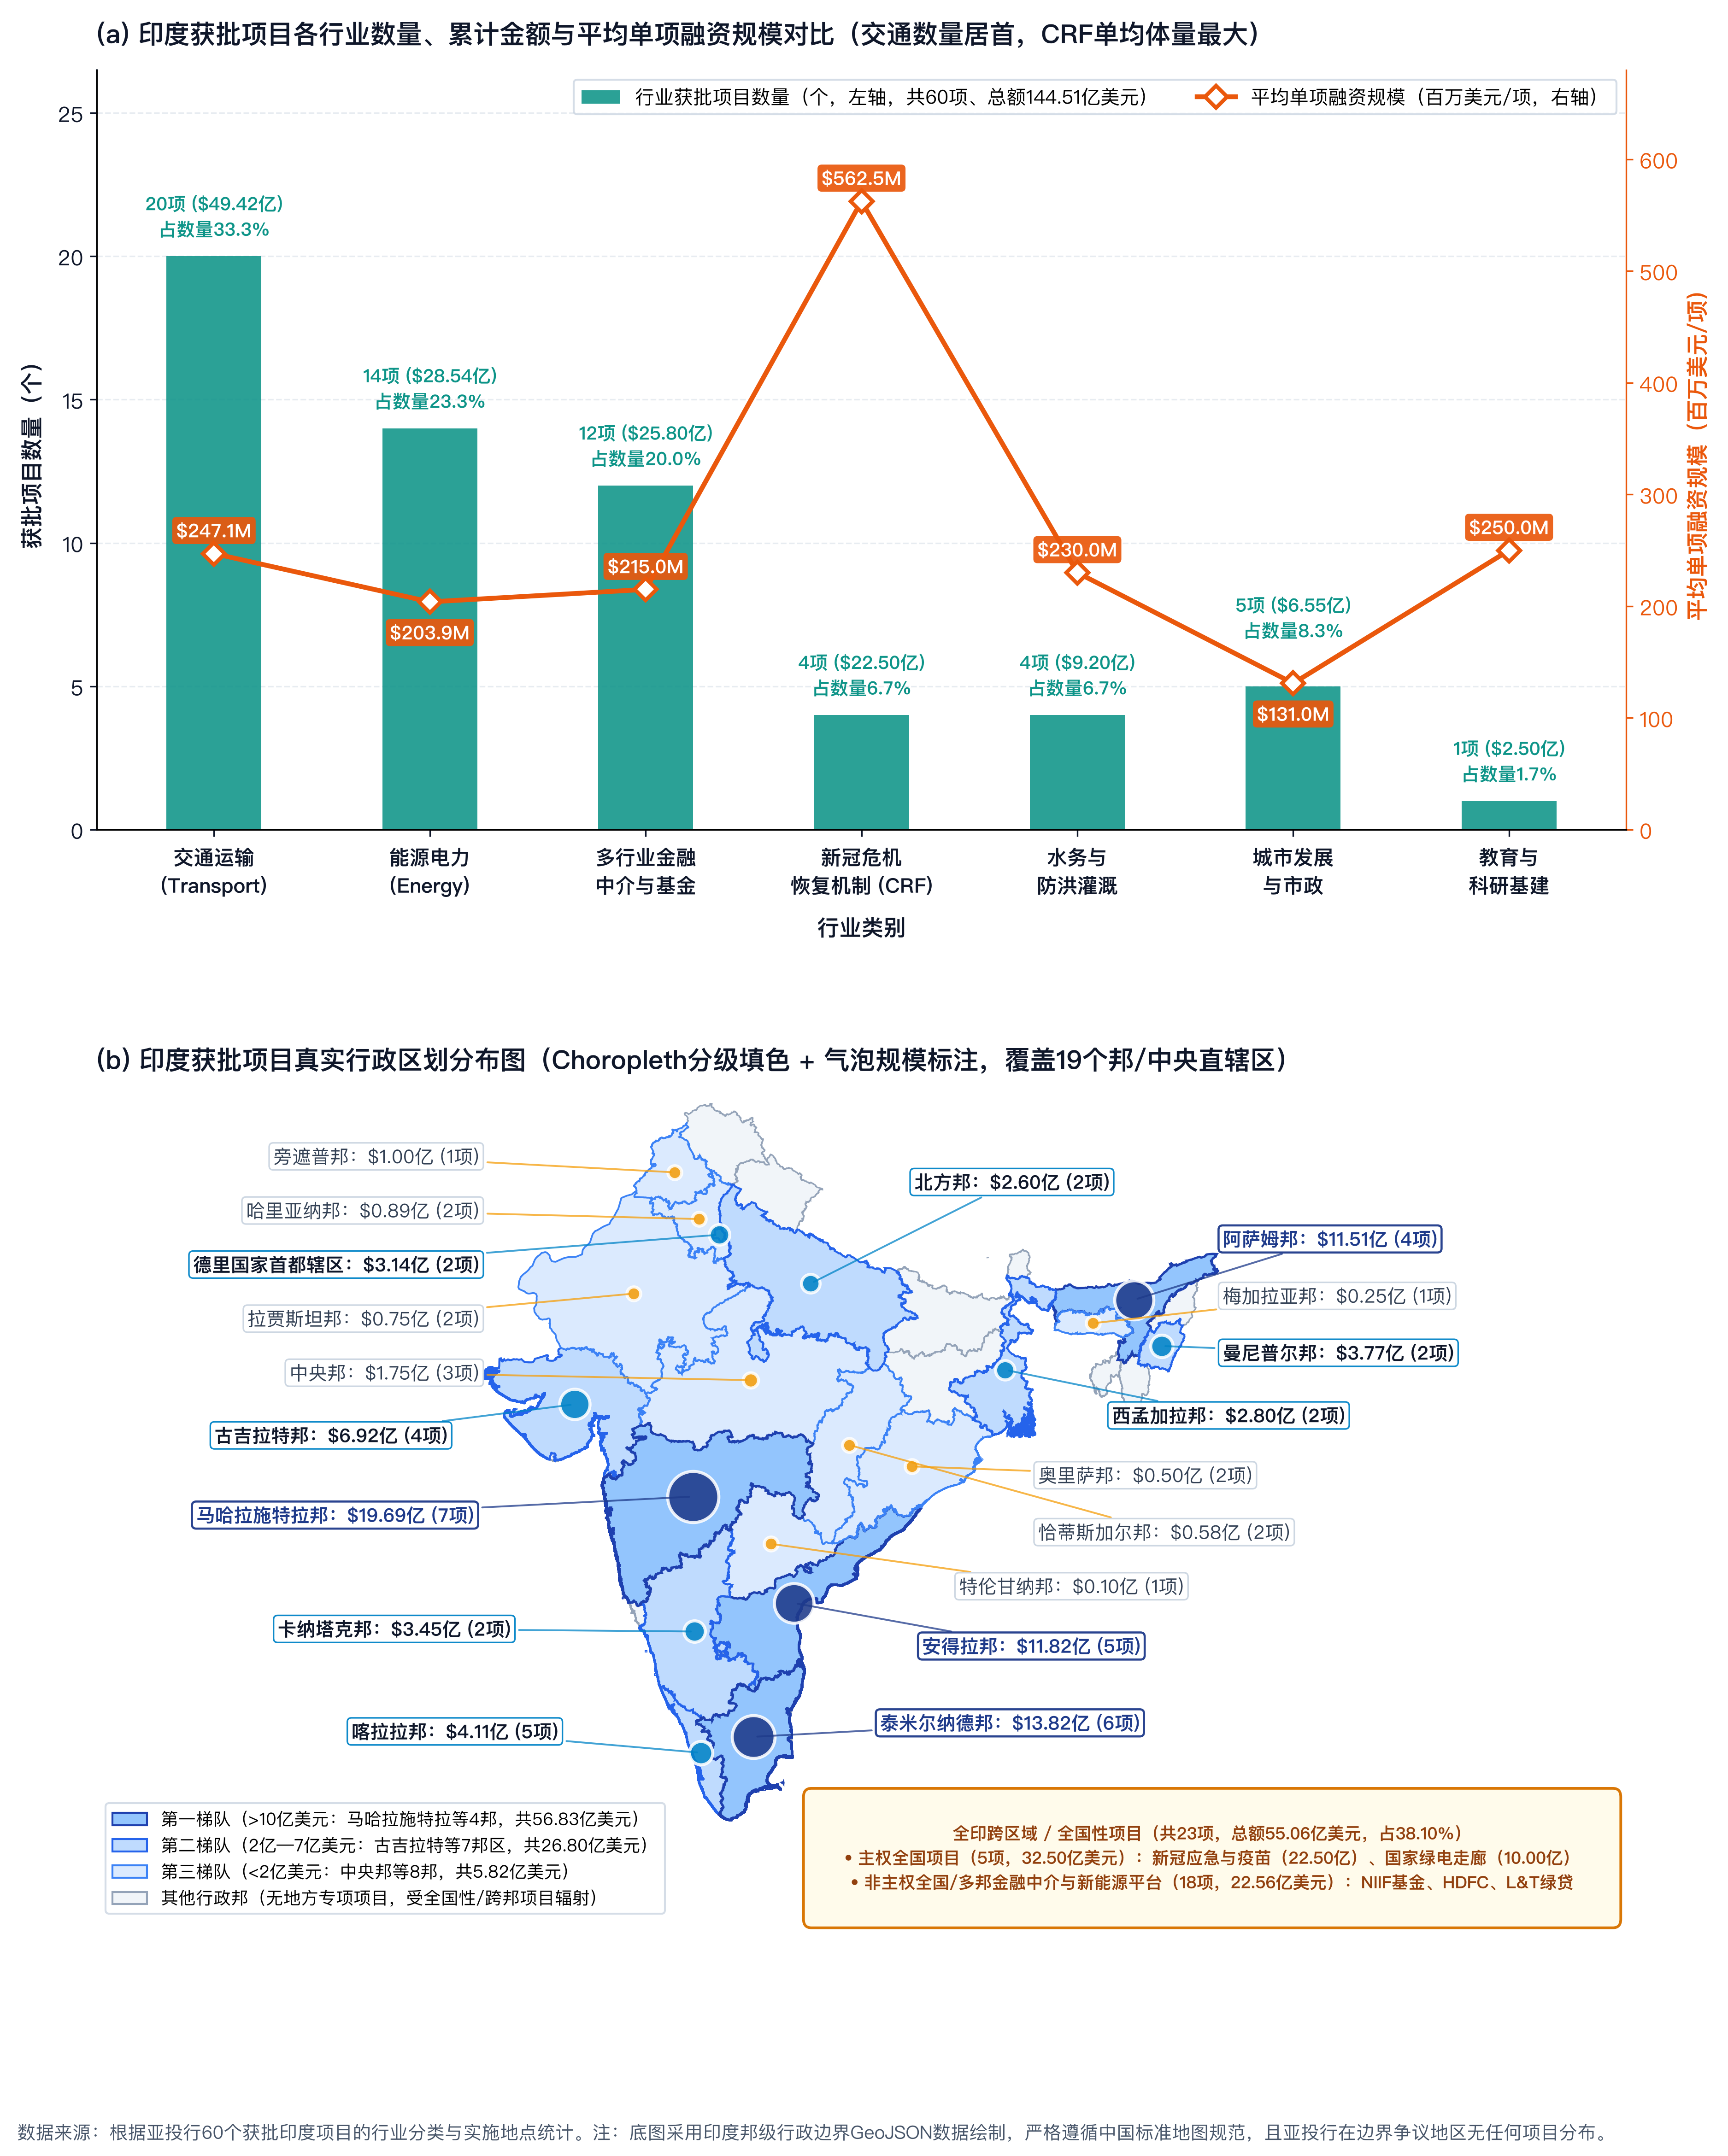 (a) 印度获批项目各行业数量、累计金额与平均单项融资规模对比（交通数量居首，CRF单均体量最大）
行业获批项目数量（个，左轴，共60项、总额144.51亿美元）
平均单项融资规模（百万美元/项，右轴）
获批项目数量（个）
25
20
15
10
5
0
600
500
400
300
200
100
0
平均单项融资规模（百万美元/项）
20项 ($49.42亿)
占数量33.3%
14项 ($28.54亿)
占数量23.3%
12项 ($25.80亿)
占数量20.0%
4项 ($22.50亿)
占数量6.7%
4项 ($9.20亿)
占数量6.7%
5项 ($6.55亿)
占数量8.3%
1项 ($2.50亿)
占数量1.7%
$247.1M
$203.9M
$215.0M
$562.5M
$230.0M
$131.0M
$250.0M
交通运输
(Transport)
能源电力
(Energy)
多行业金融
中介与基金
新冠危机
恢复机制 (CRF)
水务与
防洪灌溉
城市发展
与市政
教育与
科研基建
行业类别
(b) 印度获批项目真实行政区划分布图（Choropleth分级填色 + 气泡规模标注，覆盖19个邦/中央直辖区）
旁遮普邦：$1.00亿 (1项)
哈里亚纳邦：$0.89亿 (2项)
德里国家首都辖区：$3.14亿 (2项)
拉贾斯坦邦：$0.75亿 (2项)
中央邦：$1.75亿 (3项)
古吉拉特邦：$6.92亿 (4项)
马哈拉施特拉邦：$19.69亿 (7项)
卡纳塔克邦：$3.45亿 (2项)
喀拉拉邦：$4.11亿 (5项)
北方邦：$2.60亿 (2项)
阿萨姆邦：$11.51亿 (4项)
梅加拉亚邦：$0.25亿 (1项)
曼尼普尔邦：$3.77亿 (2项)
西孟加拉邦：$2.80亿 (2项)
奥里萨邦：$0.50亿 (2项)
恰蒂斯加尔邦：$0.58亿 (2项)
特伦甘纳邦：$0.10亿 (1项)
安得拉邦：$11.82亿 (5项)
泰米尔纳德邦：$13.82亿 (6项)
第一梯队（>10亿美元：马哈拉施特拉等4邦，共56.83亿美元）
第二梯队（2亿—7亿美元：古吉拉特等7邦区，共26.80亿美元）
第三梯队（<2亿美元：中央邦等8邦，共5.82亿美元）
其他行政邦（无地方专项项目，受全国性/跨邦项目辐射）
全印跨区域 / 全国性项目（共23项，总额55.06亿美元，占38.10%）
• 主权全国项目（5项，32.50亿美元）：新冠应急与疫苗（22.50亿）、国家绿电走廊（10.00亿）
• 非主权全国/多邦金融中介与新能源平台（18项，22.56亿美元）：NIIF基金、HDFC、L&T绿贷
数据来源：根据亚投行60个获批印度项目的行业分类与实施地点统计。注：底图采用印度邦级行政边界GeoJSON数据绘制，严格遵循中国标准地图规范，且亚投行在边界争议地区无任何项目分布。